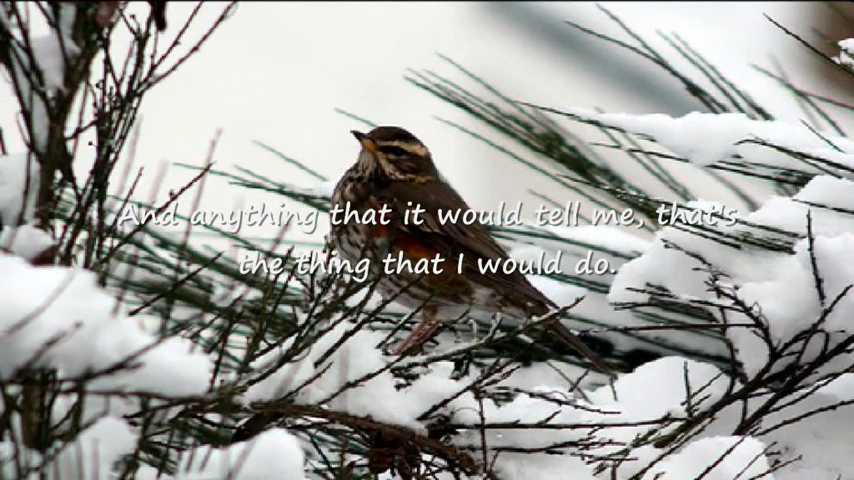 And anything that it would tell me, that's
the thing that I would do.